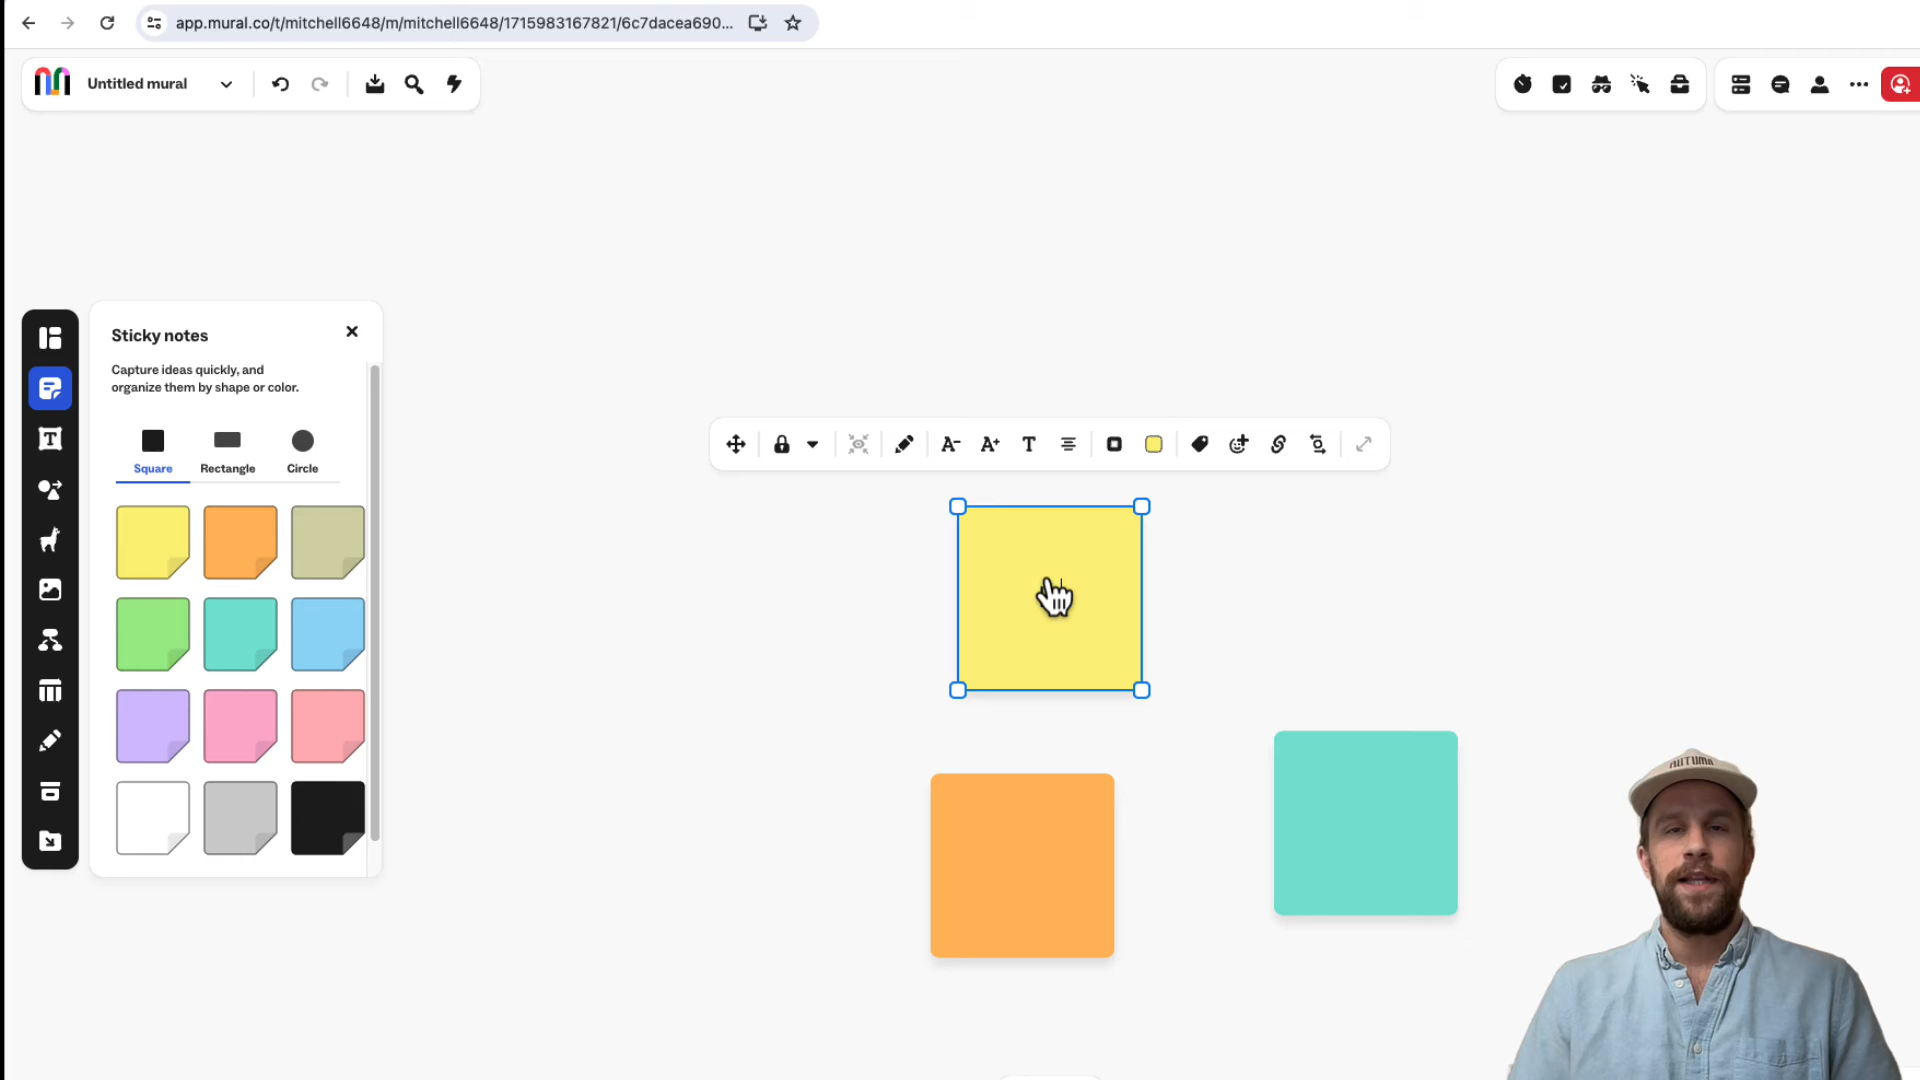 app.mural.co/t/mitchell6648/m/mitchell6648/1715983167821/6c7dacea690...
Untitled mural
Sticky notes
Capture ideas quickly, and
organize them by shape or color.
Square Rectangle Circle
A- A+ T
AUTUMN